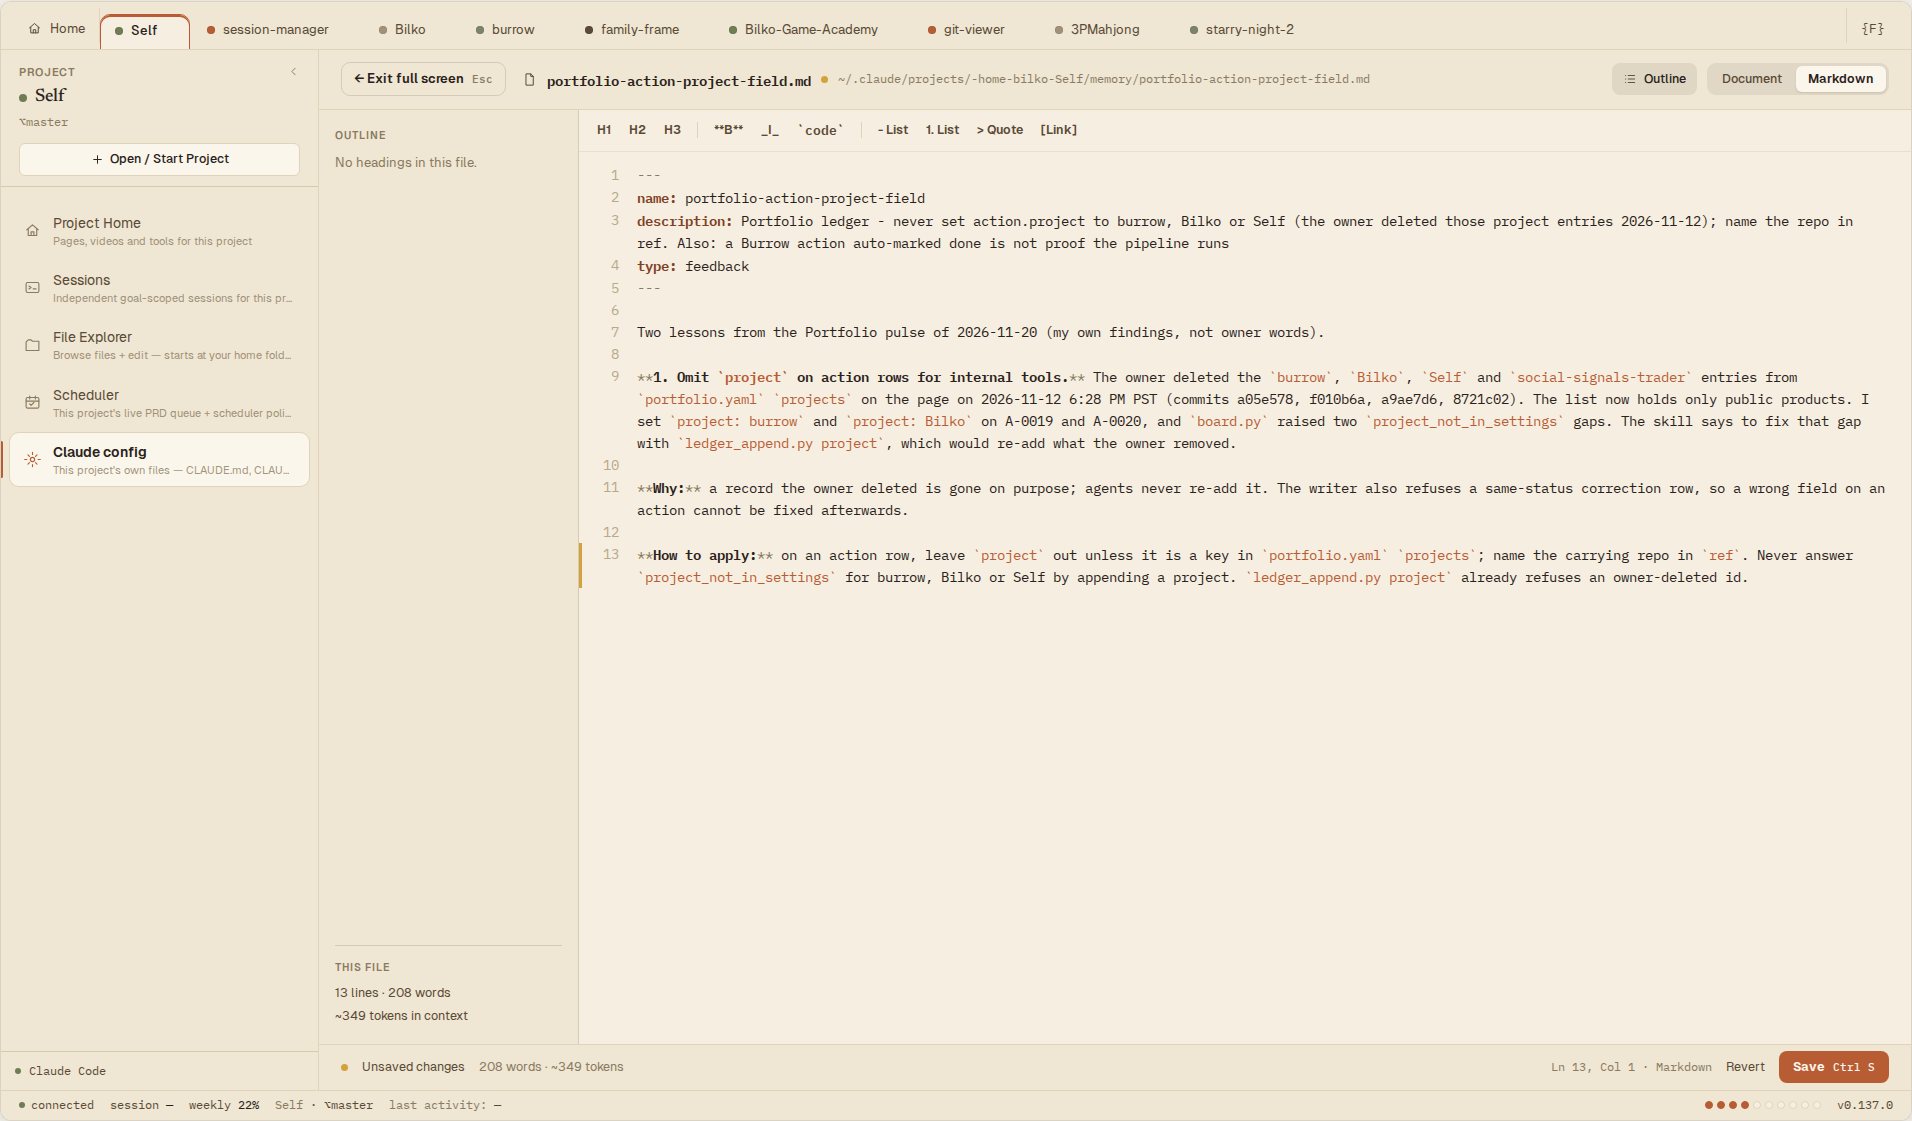 Home
Self
session-manager
Bilko
burrow
family-frame
Bilko-Game-Academy
git-viewer
3PMahjong
starry-night-2
{F}
PROJECT
Self
⌥master
+ Open / Start Project
Project Home
Pages, videos and tools for this project
Sessions
Independent goal-scoped sessions for this pr…
File Explorer
Browse files + edit — starts at your home fold…
Scheduler
This project's live PRD queue + scheduler poli…
Claude config
This project's own files — CLAUDE.md, CLAU…
Claude Code
← Exit full screen Esc
portfolio-action-project-field.md
~/.claude/projects/-home-bilko-Self/memory/portfolio-action-project-field.md
Outline
Document
Markdown
OUTLINE
No headings in this file.
THIS FILE
13 lines · 208 words
~349 tokens in context
H1 H2 H3 **B** _I_ `code` - List 1. List > Quote [Link]
1 ---
2 name: portfolio-action-project-field
3 description: Portfolio ledger - never set action.project to burrow, Bilko or Self (the owner deleted those project entries 2026-11-12); name the repo in
ref. Also: a Burrow action auto-marked done is not proof the pipeline runs
4 type: feedback
5 ---
6
7 Two lessons from the Portfolio pulse of 2026-11-20 (my own findings, not owner words).
8
9 **1. Omit `project` on action rows for internal tools.** The owner deleted the `burrow`, `Bilko`, `Self` and `social-signals-trader` entries from
`portfolio.yaml` `projects` on the page on 2026-11-12 6:28 PM PST (commits a05e578, f010b6a, a9ae7d6, 8721c02). The list now holds only public products. I
set `project: burrow` and `project: Bilko` on A-0019 and A-0020, and `board.py` raised two `project_not_in_settings` gaps. The skill says to fix that gap
with `ledger_append.py project`, which would re-add what the owner removed.
10
11 **Why:** a record the owner deleted is gone on purpose; agents never re-add it. The writer also refuses a same-status correction row, so a wrong field on an
action cannot be fixed afterwards.
12
13 **How to apply:** on an action row, leave `project` out unless it is a key in `portfolio.yaml` `projects`; name the carrying repo in `ref`. Never answer
`project_not_in_settings` for burrow, Bilko or Self by appending a project. `ledger_append.py project` already refuses an owner-deleted id.
Unsaved changes 208 words · ~349 tokens
Ln 13, Col 1 · Markdown Revert Save Ctrl S
connected session — weekly 22% Self · ⌥master last activity: —
v0.137.0